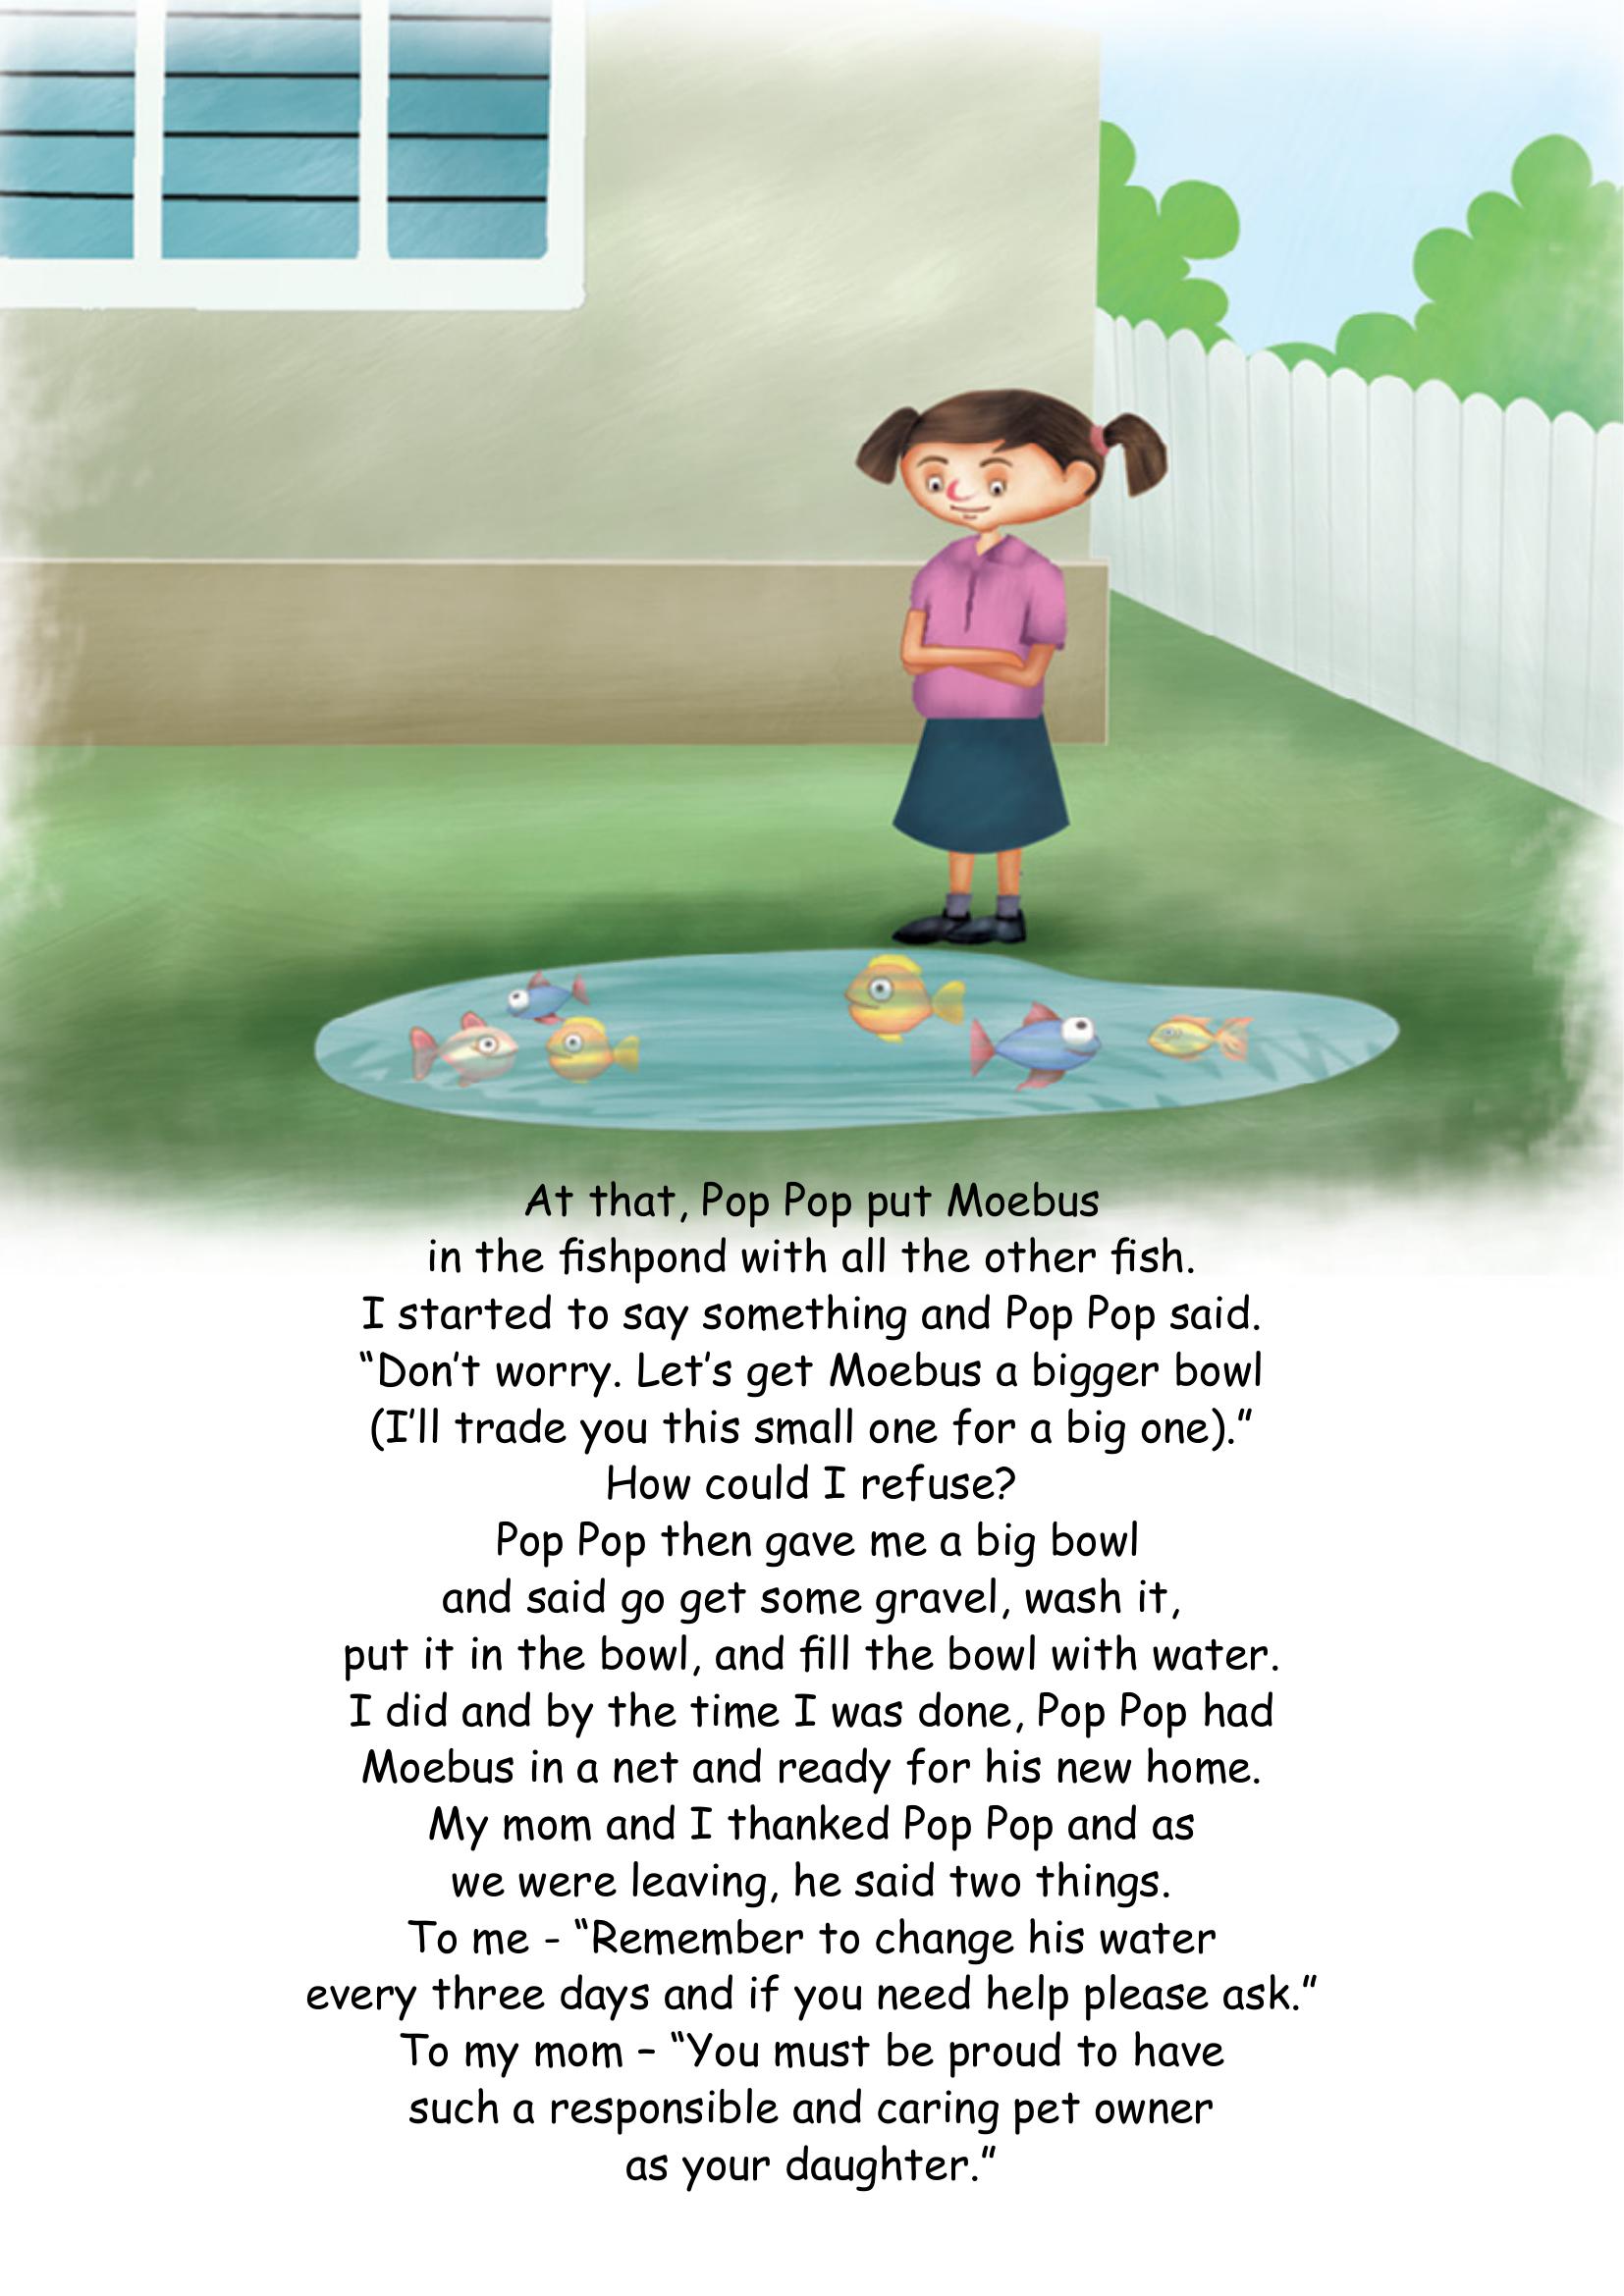 At that, Pop Pop put Moebus
in the fishpond with all the other fish.
I started to say something and Pop Pop said.
“Don’t worry. Let’s get Moebus a bigger bowl
(I’ll trade you this small one for a big one).”
How could I refuse?
Pop Pop then gave me a big bowl
and said go get some gravel, wash it,
put it in the bowl, and fill the bowl with water.
I did and by the time I was done, Pop Pop had
Moebus in a net and ready for his new home.
My mom and I thanked Pop Pop and as
we were leaving, he said two things.
To me - “Remember to change his water
every three days and if you need help please ask.”
To my mom – “You must be proud to have
such a responsible and caring pet owner
as your daughter.”